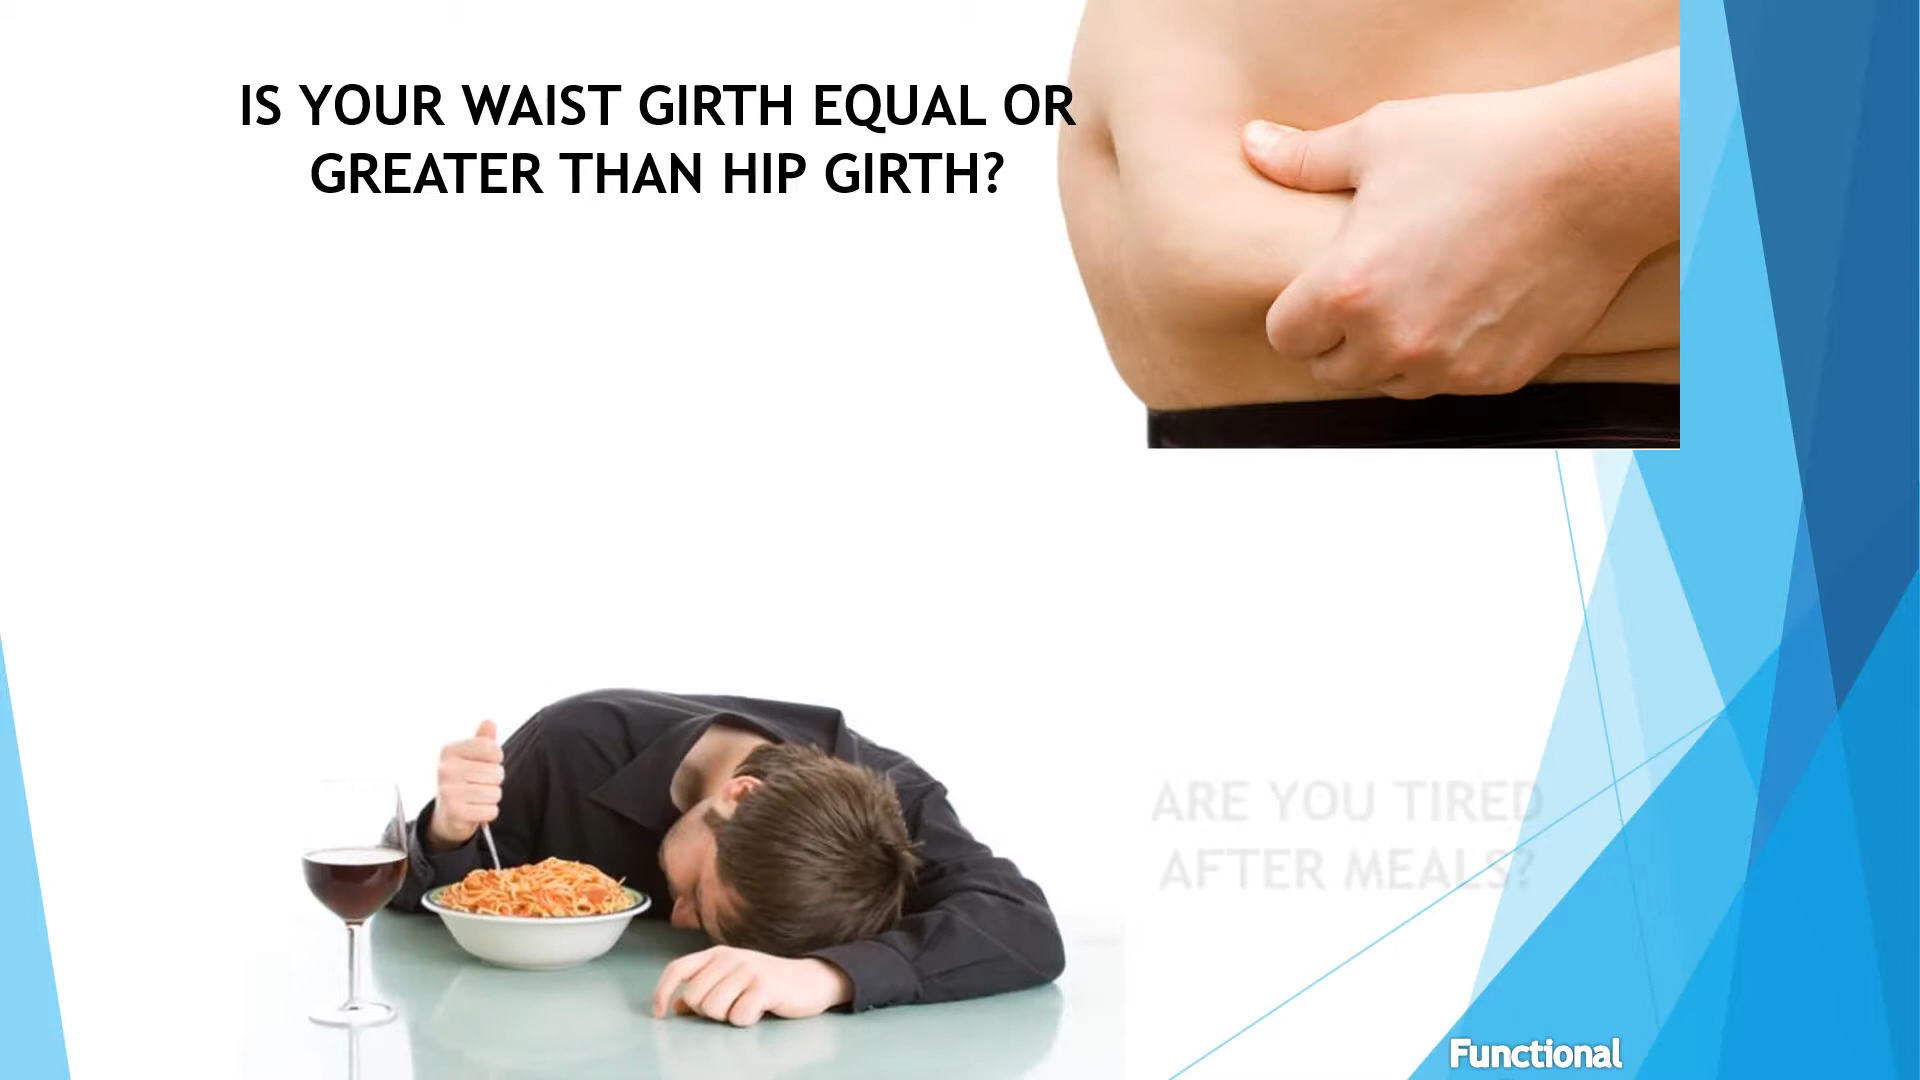 IS YOUR WAIST GIRTH EQUAL OR
GREATER THAN HIP GIRTH?
ARE YOU TIRED
AFTER MEALS?
Functional